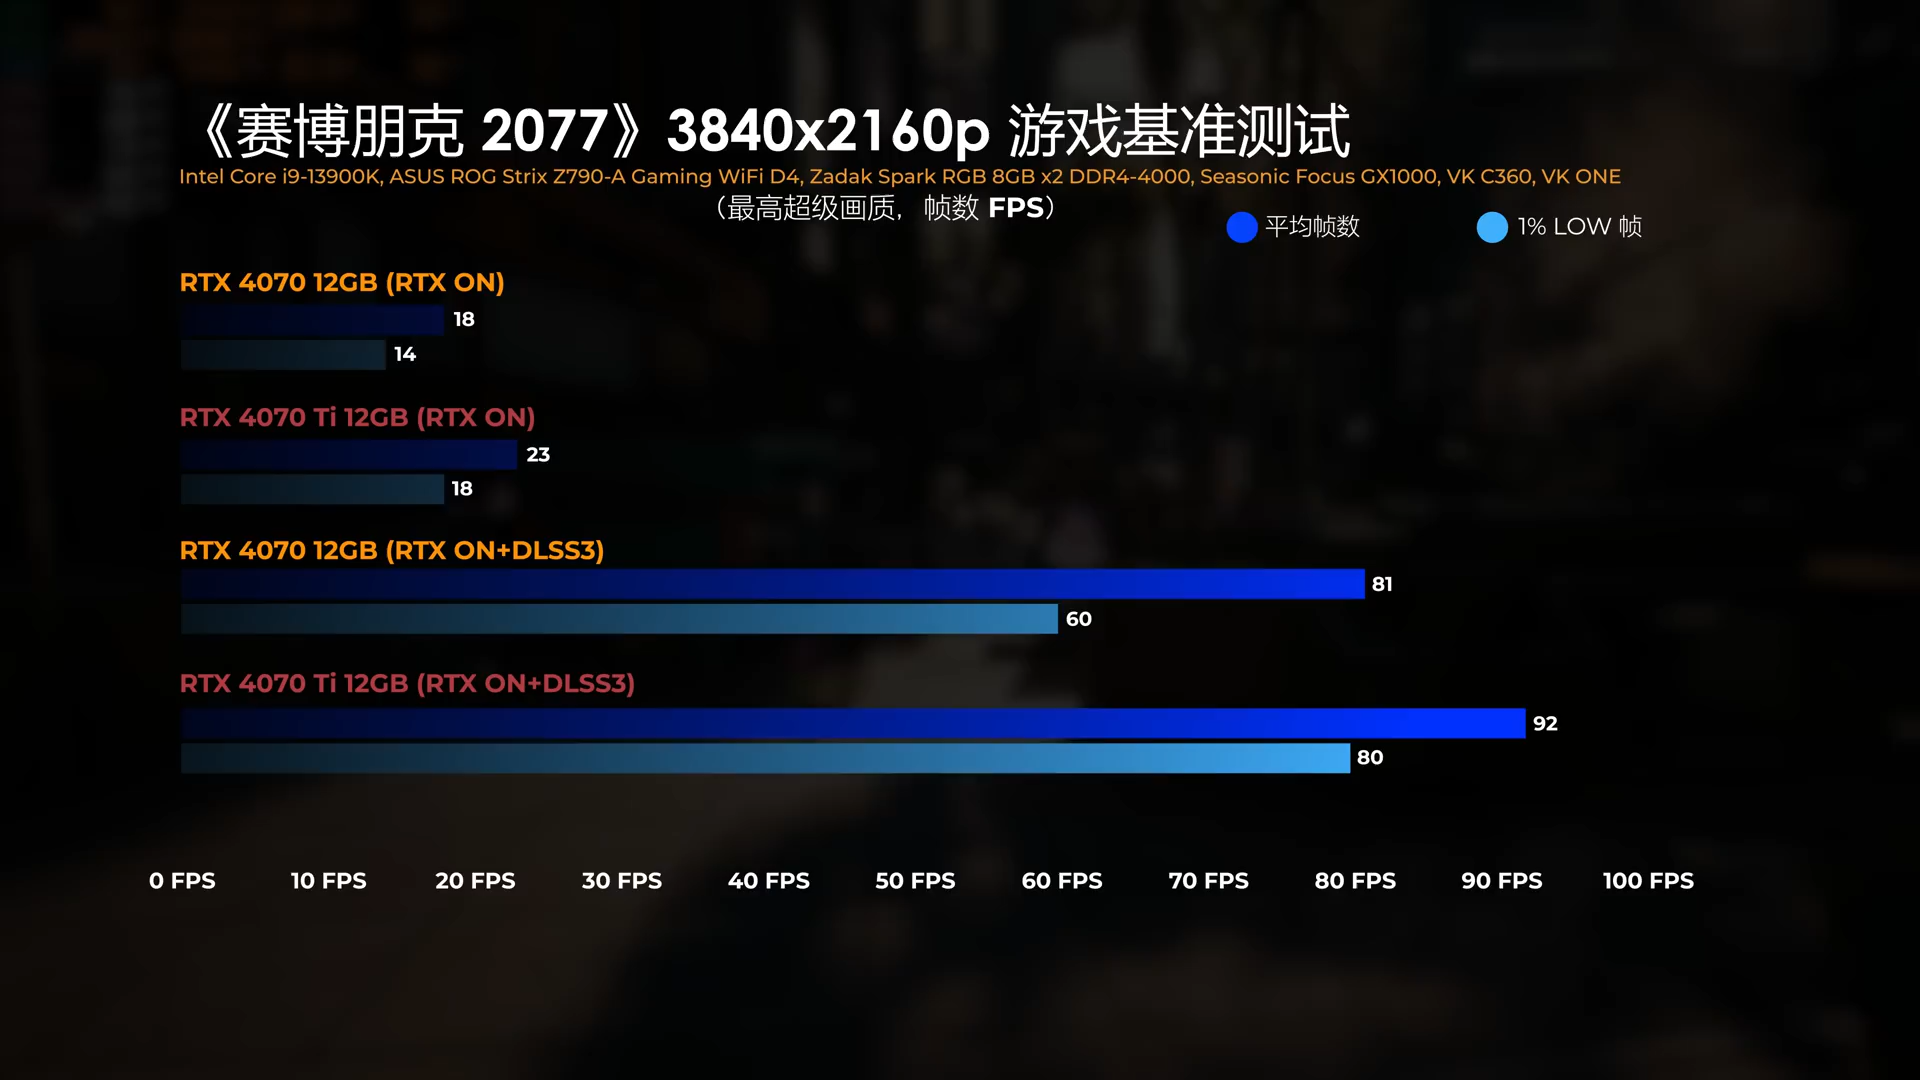 《赛博朋克 2077》3840x2160p 游戏基准测试
Intel Core i9-13900K, ASUS ROG Strix Z790-A Gaming WiFi D4, Zadak Spark RGB 8GB x2 DDR4-4000, Seasonic Focus GX1000, VK C360, VK ONE
（最高超级画质，帧数 FPS）
平均帧数 1% LOW 帧
RTX 4070 12GB (RTX ON)
18
14
RTX 4070 Ti 12GB (RTX ON)
23
18
RTX 4070 12GB (RTX ON+DLSS3)
81
60
RTX 4070 Ti 12GB (RTX ON+DLSS3)
92
80
0 FPS 10 FPS 20 FPS 30 FPS 40 FPS 50 FPS 60 FPS 70 FPS 80 FPS 90 FPS 100 FPS